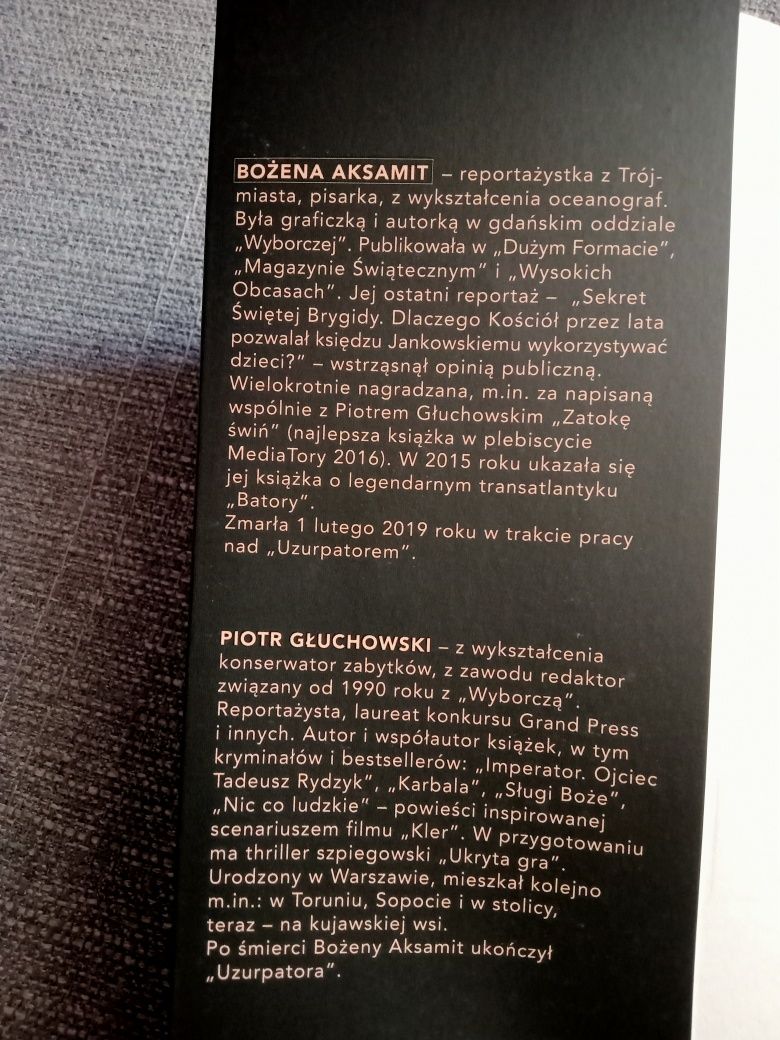 BOŻENA AKSAMIT – reportażystka z Trój-
miasta, pisarka, z wykształcenia oceanograf.
Była graficzką i autorką w gdańskim oddziale
„Wyborczej”. Publikowała w „Dużym Formacie”,
„Magazynie Świątecznym” i „Wysokich
Obcasach”. Jej ostatni reportaż – „Sekret
Świętej Brygidy. Dlaczego Kościół przez lata
pozwalał księdzu Jankowskiemu wykorzystywać
dzieci?” – wstrząsnął opinią publiczną.
Wielokrotnie nagradzana, m.in. za napisaną
wspólnie z Piotrem Głuchowskim „Zatokę
świń” (najlepsza książka w plebiscycie
MediaTory 2016). W 2015 roku ukazała się
jej książka o legendarnym transatlantyku
„Batory”.
Zmarła 1 lutego 2019 roku w trakcie pracy
nad „Uzurpatorem”.
PIOTR GŁUCHOWSKI – z wykształcenia
konserwator zabytków, z zawodu redaktor
związany od 1990 roku z „Wyborczą”.
Reportażysta, laureat konkursu Grand Press
i innych. Autor i współautor książek, w tym
kryminałów i bestsellerów: „Imperator. Ojciec
Tadeusz Rydzyk”, „Karbala”, „Sługi Boże”,
„Nic co ludzkie” – powieści inspirowanej
scenariuszem filmu „Kler”. W przygotowaniu
ma thriller szpiegowski „Ukryta gra”.
Urodzony w Warszawie, mieszkał kolejno
m.in.: w Toruniu, Sopocie i w stolicy,
teraz – na kujawskiej wsi.
Po śmierci Bożeny Aksamit ukończył
„Uzurpatora”.